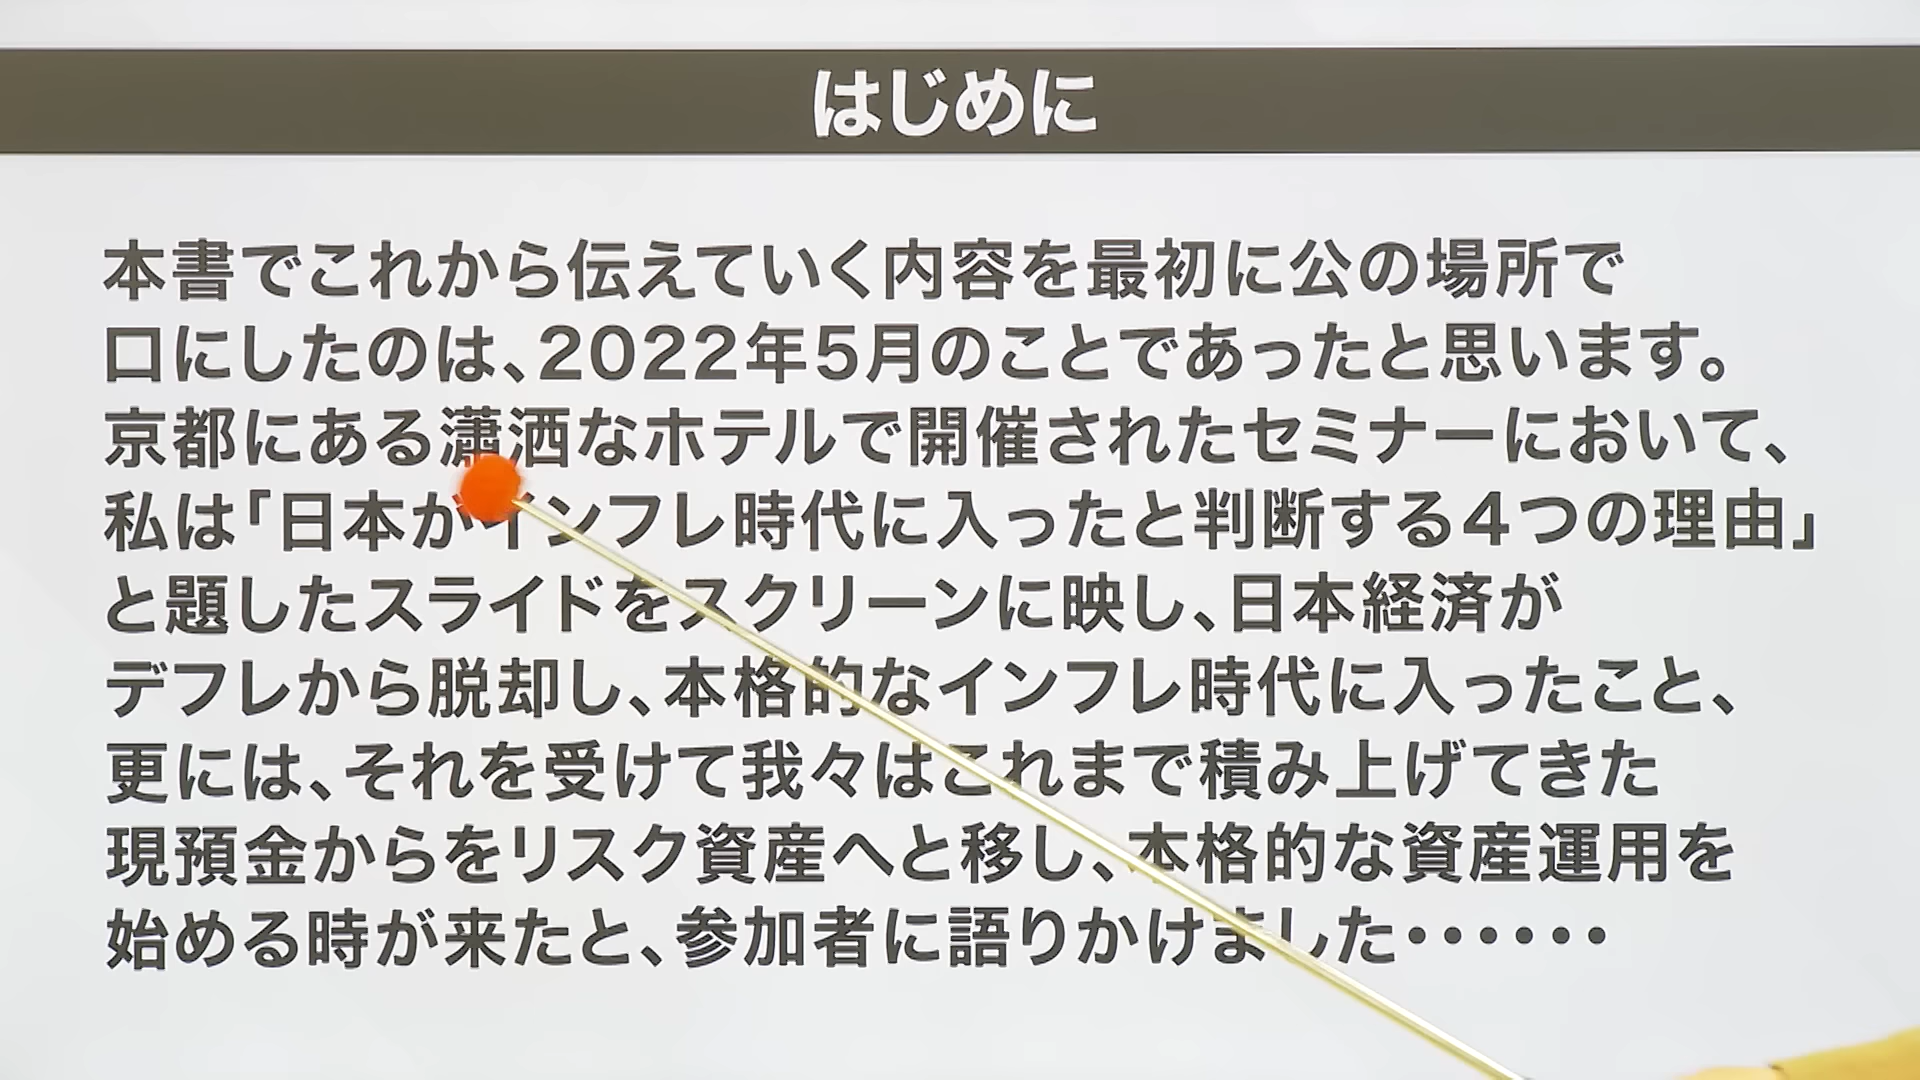 はじめに
本書でこれから伝えていく内容を最初に公の場所で
口にしたのは、2022年5月のことであったと思います。
京都にある瀟洒なホテルで開催されたセミナーにおいて、
私は「日本がインフレ時代に入ったと判断する4つの理由」
と題したスライドをスクリーンに映し、日本経済が
デフレから脱却し、本格的なインフレ時代に入ったこと、
更には、それを受けて我々はこれまで積み上げてきた
現預金からをリスク資産へと移し、本格的な資産運用を
始める時が来たと、参加者に語りかけました・・・・・・